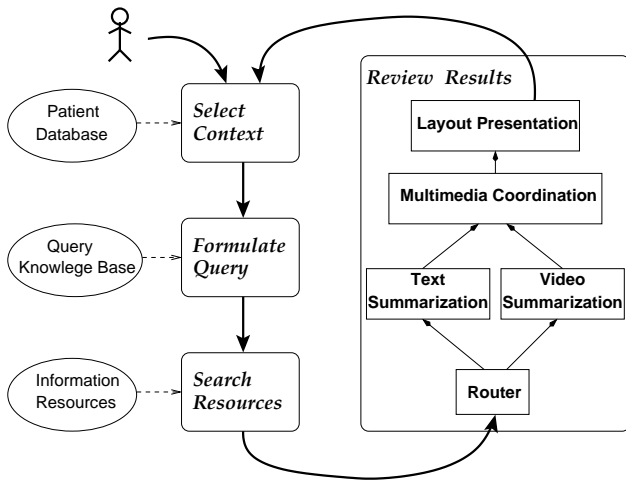 Patient
Database
Select
Context
Query
Knowlege Base
Formulate
Query
Information
Resources
Search
Resources
Review Results
Layout Presentation
Multimedia Coordination
Text
Summarization
Video
Summarization
Router